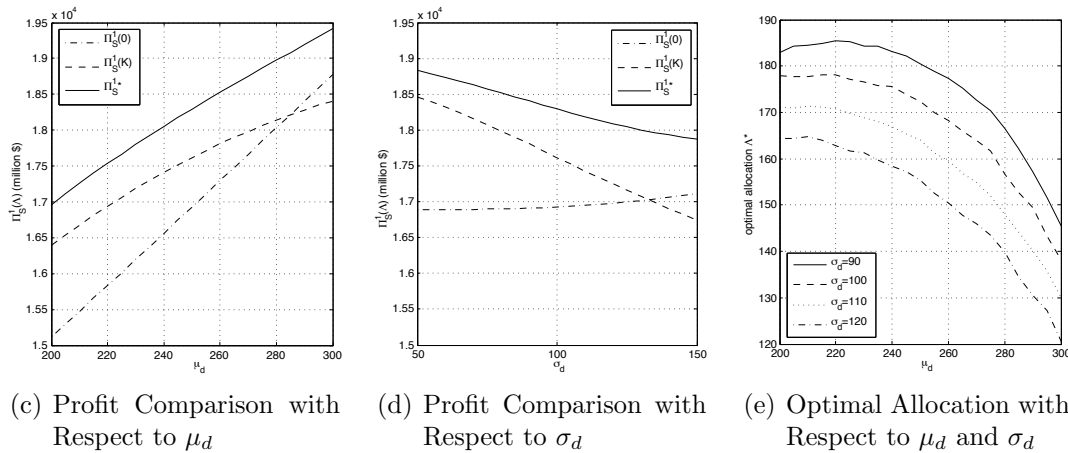 x 10⁴
1.95
1.9
1.85
1.8
1.75
1.7
1.65
1.6
1.55
1.5
Π_S^1(Λ) (million $)
Π_S^1(0)
Π_S^1(K)
Π_S^1*
200 220 240 260 280 300
μ_d
x 10⁴
1.95
1.9
1.85
1.8
1.75
1.7
1.65
1.6
1.55
1.5
Π_S^1(Λ) (million $)
Π_S^1(0)
Π_S^1(K)
Π_S^1*
50 100 150
σ_d
190
180
170
160
150
140
130
120
optimal allocation Λ*
σ_d=90
σ_d=100
σ_d=110
σ_d=120
200 220 240 260 280 300
μ_d
(c) Profit Comparison with
Respect to μ_d
(d) Profit Comparison with
Respect to σ_d
(e) Optimal Allocation with
Respect to μ_d and σ_d